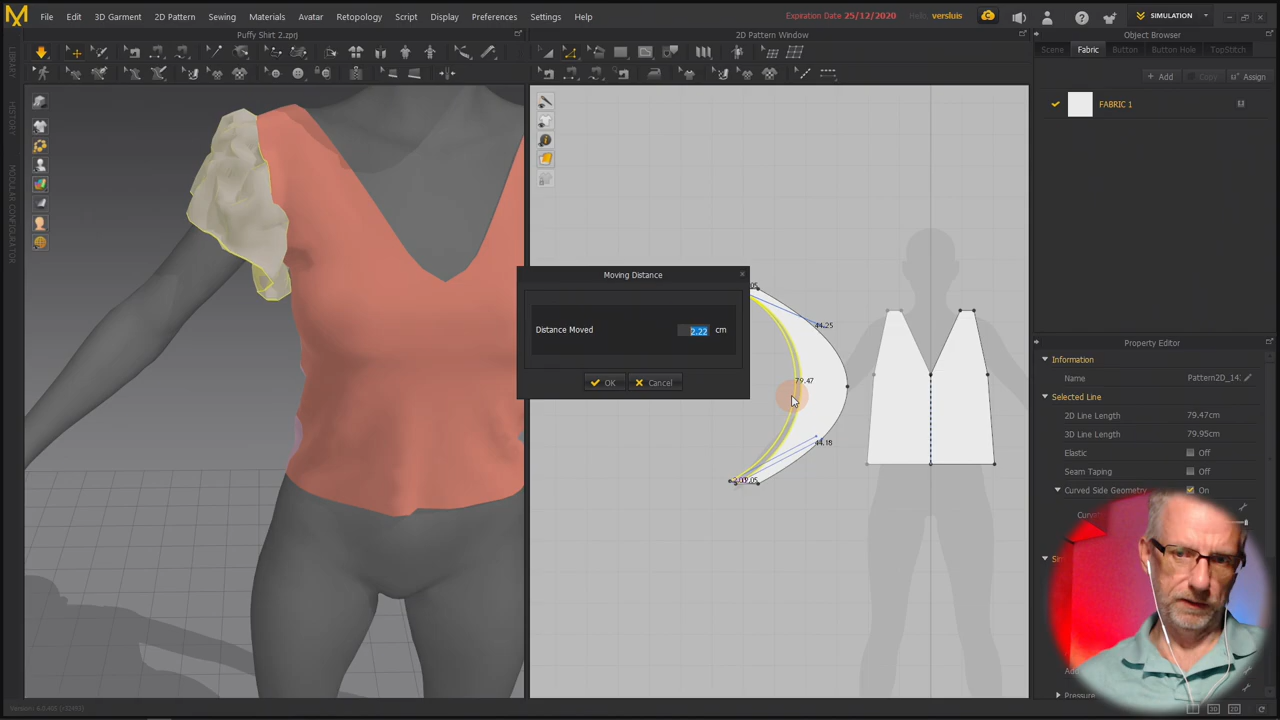 File Edit 3D Garment 2D Pattern Sewing Materials Avatar Retopology Script Display Preferences Settings Help
Expiration Date 25/12/2020 Hello, versluis SIMULATION
Puffy Shirt 2.zprj
2D Pattern Window
Object Browser
Scene Fabric Button Button Hole TopStitch
+ Add Copy Assign
FABRIC 1
LIBRARY
HISTORY
MODULAR CONFIGURATOR
Moving Distance
Distance Moved 2.22 cm
OK Cancel
44.25
79.47
44.18
Property Editor
Information
Name Pattern2D_14
Selected Line
2D Line Length 79.47cm
3D Line Length 79.95cm
Elastic Off
Seam Taping Off
Curved Side Geometry On
Pressure